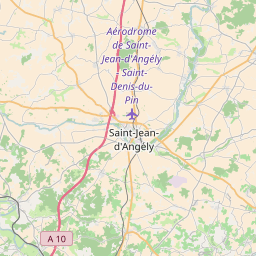 Aérodrome
de Saint-
Jean-d'Angély
- Saint-
Denis-du-
Pin
Saint-Jean-
d'Angély
A 10